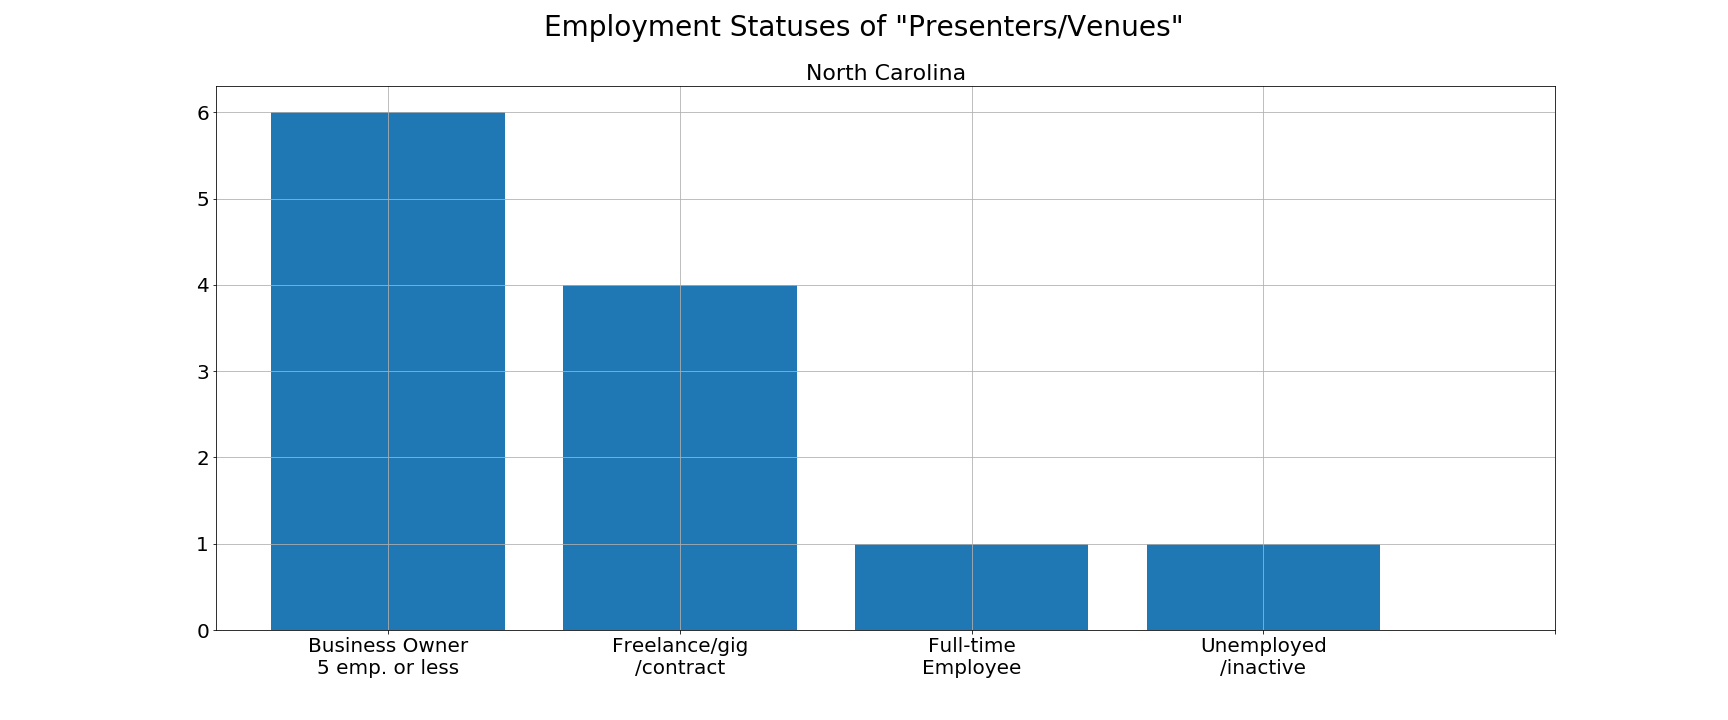 Employment Statuses of "Presenters/Venues"
North Carolina
6
5
4
3
2
1
0
Business Owner
5 emp. or less
Freelance/gig
/contract
Full-time
Employee
Unemployed
/inactive